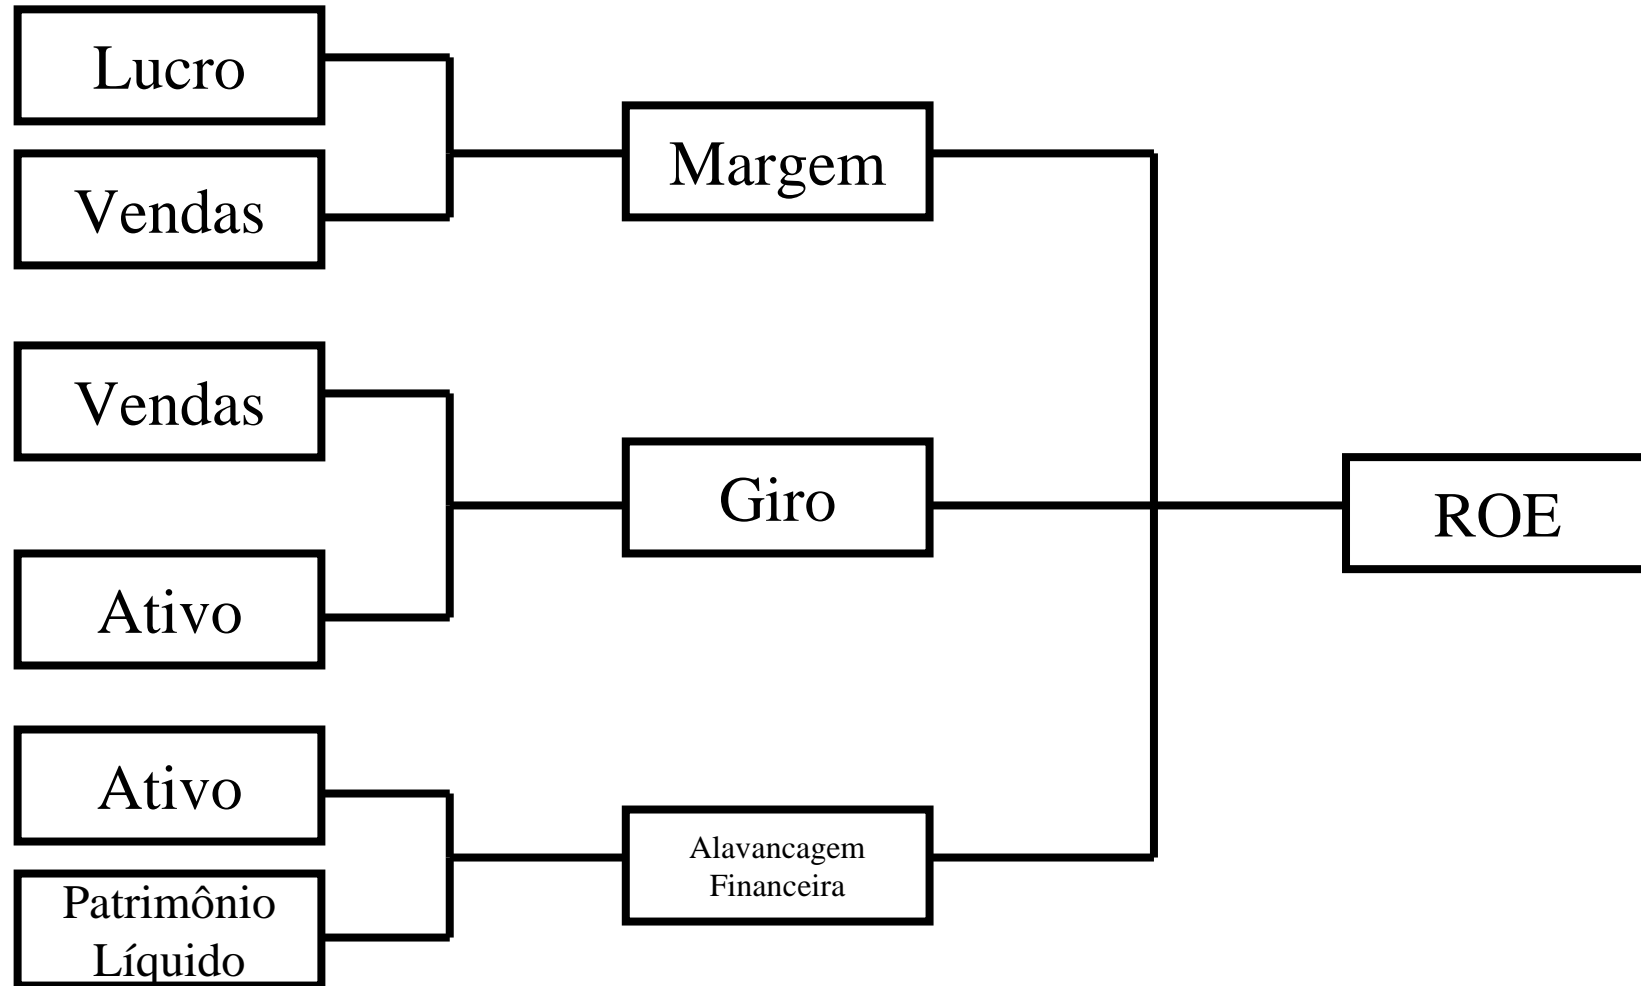 Lucro
Vendas
Margem
Vendas
Ativo
Giro
Ativo
Patrimônio
Líquido
Alavancagem
Financeira
ROE